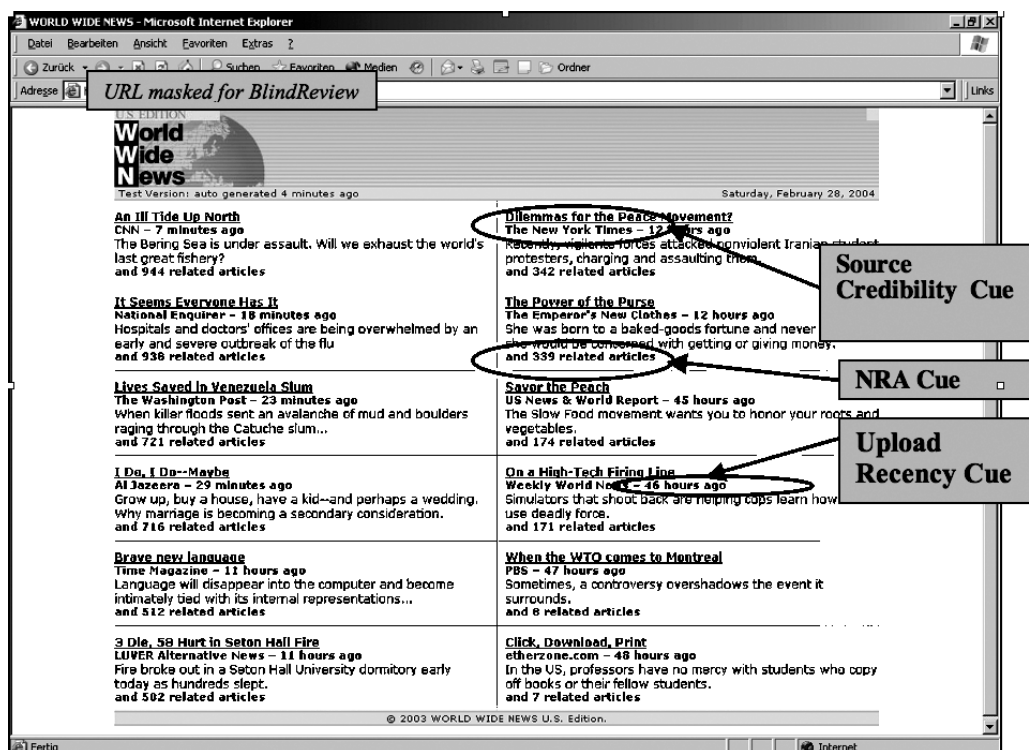 WORLD WIDE NEWS - Microsoft Internet Explorer
Datei Bearbeiten Ansicht Favoriten Extras ?
Zurück Suchen Favoriten Medien Ordner
Adresse URL masked for BlindReview Links
U.S. EDITION
World
Wide
News
Test Version: auto generated 4 minutes ago Saturday, February 28, 2004
An Ill Tide Up North
CNN – 7 minutes ago
The Bering Sea is under assault. Will we exhaust the world's
last great fishery?
and 944 related articles
It Seems Everyone Has It
National Enquirer – 18 minutes ago
Hospitals and doctors' offices are being overwhelmed by an
early and severe outbreak of the flu
and 938 related articles
Lives Saved in Venezuela Slum
The Washington Post – 23 minutes ago
When killer floods sent an avalanche of mud and boulders
raging through the Catuche slum...
and 721 related articles
I Do, I Do--Maybe
Al Jazeera – 29 minutes ago
Grow up, buy a house, have a kid--and perhaps a wedding.
Why marriage is becoming a secondary consideration.
and 716 related articles
Brave new language
Time Magazine – 11 hours ago
Language will disappear into the computer and become
intimately tied with its internal representations...
and 512 related articles
3 Die, 58 Hurt in Seton Hall Fire
LUVER Alternative News – 11 hours ago
Fire broke out in a Seton Hall University dormitory early
today as hundreds slept.
and 502 related articles
Dilemmas for the Peace Movement?
The New York Times – 12 hours ago
Recently, vigilante forces attacked nonviolent Iranian student
protesters, charging and assaulting them.
and 342 related articles
The Power of the Purse
The Emperor's New Clothes – 12 hours ago
She was born to a baked-goods fortune and never
she would be concerned with getting or giving money.
and 339 related articles
Savor the Peach
US News & World Report – 45 hours ago
The Slow Food movement wants you to honor your roots and
vegetables.
and 174 related articles
On a High-Tech Firing Line
Weekly World News – 46 hours ago
Simulators that shoot back are helping cops learn how
use deadly force.
and 171 related articles
When the WTO comes to Montreal
PBS – 47 hours ago
Sometimes, a controversy overshadows the event it
surrounds.
and 6 related articles
Click, Download, Print
etherzone.com – 48 hours ago
In the US, professors have no mercy with students who copy
off books or their fellow students.
and 7 related articles
Source
Credibility Cue
NRA Cue
Upload
Recency Cue
© 2003 WORLD WIDE NEWS U.S. Edition.
Fertig Internet